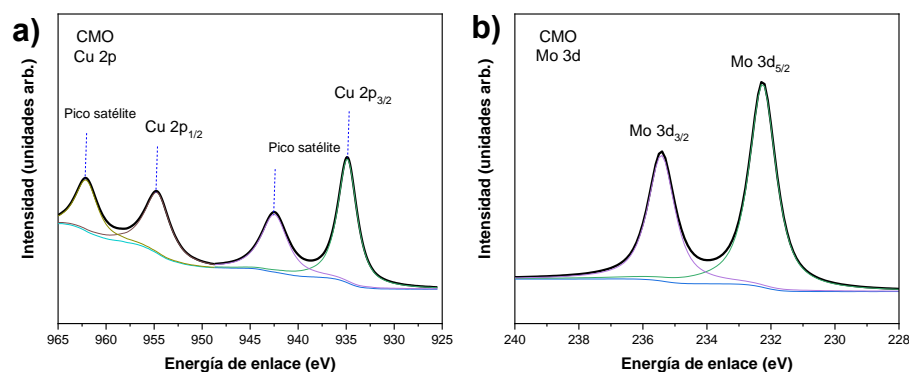 a)
CMO
Cu 2p
Pico satélite
Cu 2p1/2
Pico satélite
Cu 2p3/2
Intensidad (unidades arb.)
965 960 955 950 945 940 935 930 925
Energía de enlace (eV)
b)
CMO
Mo 3d
Mo 3d3/2
Mo 3d5/2
Intensidad (unidades arb.)
240 238 236 234 232 230 228
Energía de enlace (eV)